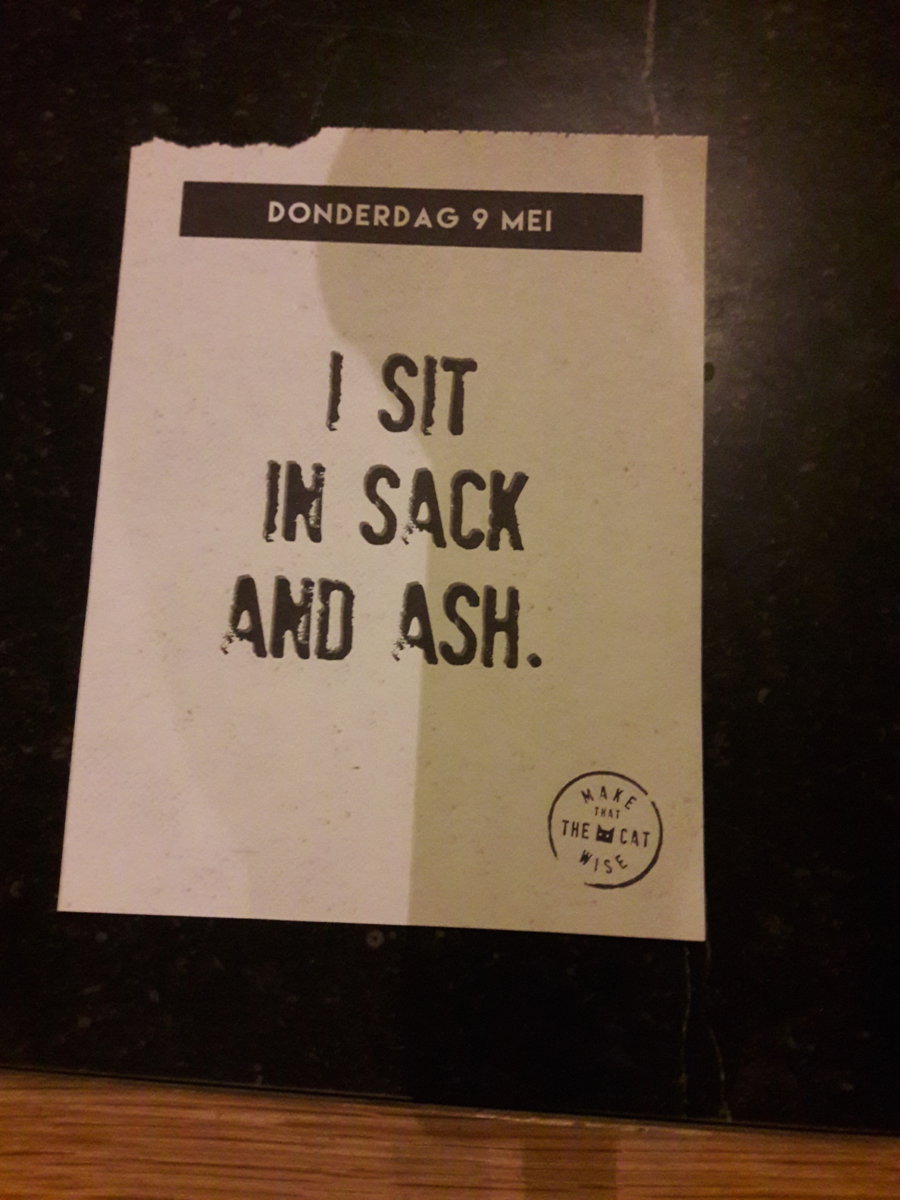 DONDERDAG 9 MEI
I SIT
IN SACK
AND ASH.
MAKE
THAT
THE CAT
WISE